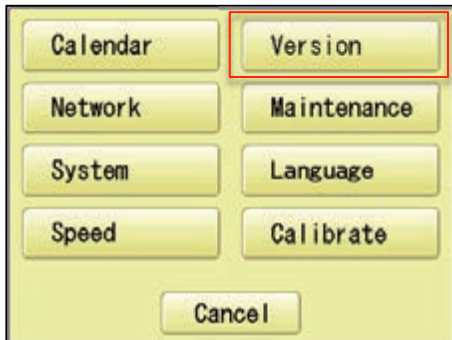 Calendar Version
Network Maintenance
System Language
Speed Calibrate
Cancel